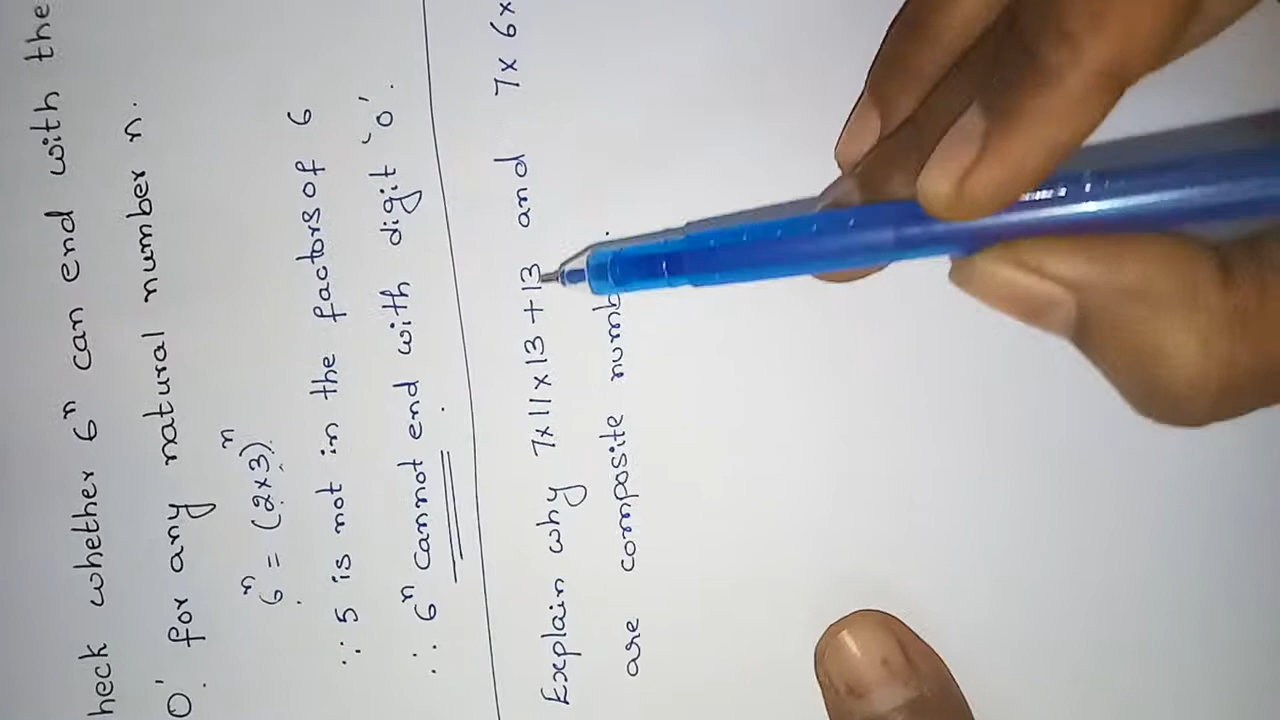 heck whether 6ⁿ can end with the
'0' for any natural number n.
6ⁿ = (2×3)ⁿ
∵ 5 is not in the factors of 6
∴ 6ⁿ cannot end with digit '0'.
Explain why 7×11×13+13 and 7×6×
are composite numb